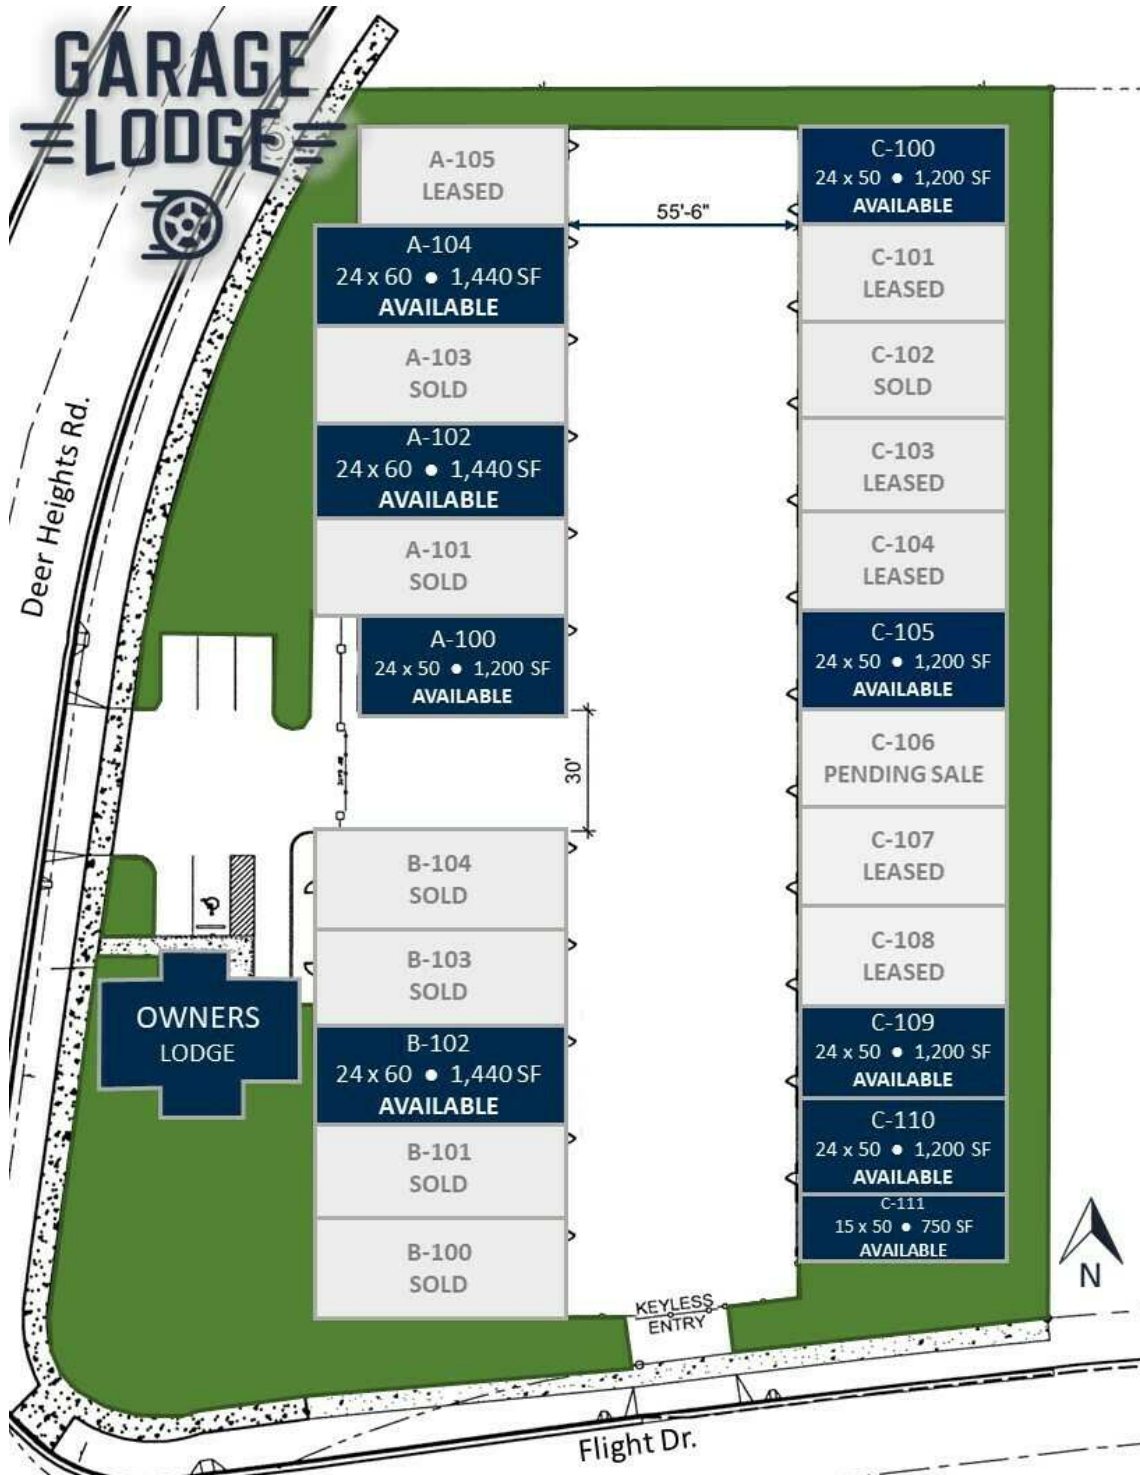 GARAGE
LODGE
A-105
LEASED
A-104
24 x 60 ● 1,440 SF
AVAILABLE
A-103
SOLD
A-102
24 x 60 ● 1,440 SF
AVAILABLE
A-101
SOLD
A-100
24 x 50 ● 1,200 SF
AVAILABLE
55'-6"
30'
B-104
SOLD
B-103
SOLD
B-102
24 x 60 ● 1,440 SF
AVAILABLE
B-101
SOLD
B-100
SOLD
C-100
24 x 50 ● 1,200 SF
AVAILABLE
C-101
LEASED
C-102
SOLD
C-103
LEASED
C-104
LEASED
C-105
24 x 50 ● 1,200 SF
AVAILABLE
C-106
PENDING SALE
C-107
LEASED
C-108
LEASED
C-109
24 x 50 ● 1,200 SF
AVAILABLE
C-110
24 x 50 ● 1,200 SF
AVAILABLE
C-111
15 x 50 ● 750 SF
AVAILABLE
Deer Heights Rd.
OWNERS
LODGE
KEYLESS
ENTRY
N
Flight Dr.